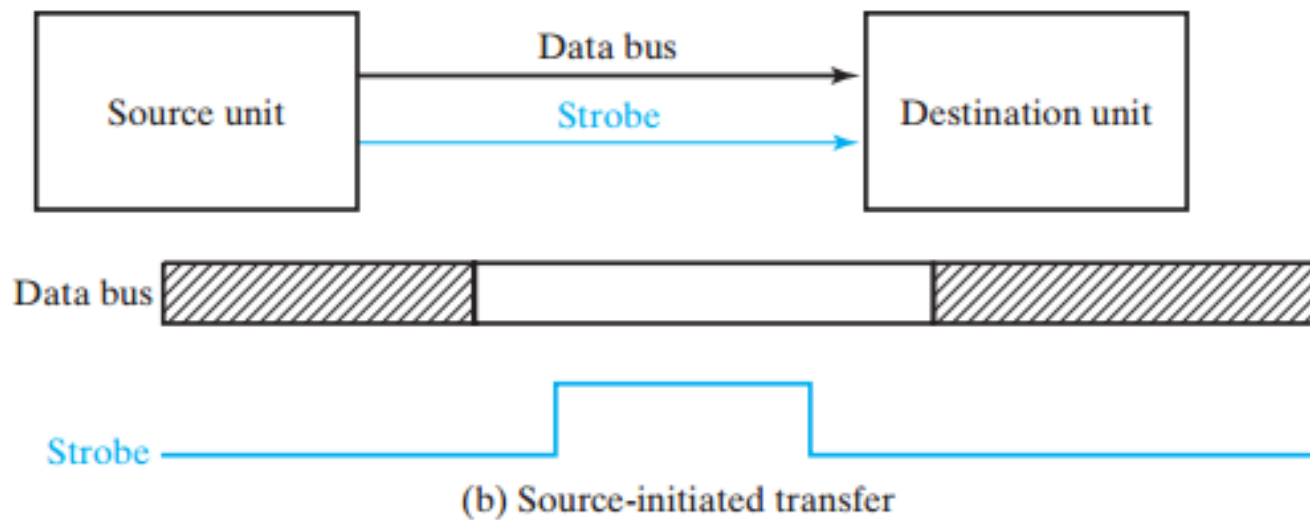 Data bus
Source unit
Strobe
Destination unit
Data bus
Strobe
(b) Source-initiated transfer